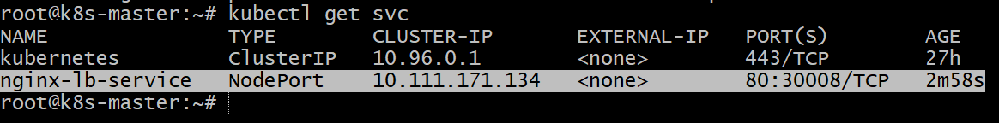 root@k8s-master:~# kubectl get svc
NAME TYPE CLUSTER-IP EXTERNAL-IP PORT(S) AGE
kubernetes ClusterIP 10.96.0.1 <none> 443/TCP 27h
nginx-lb-service NodePort 10.111.171.134 <none> 80:30008/TCP 2m58s
root@k8s-master:~#